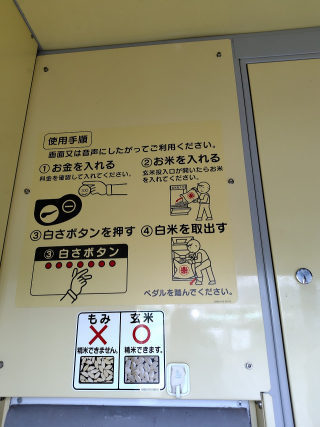 使用手順
画面又は音声にしたがってご利用ください。
①お金を入れる
料金を確認して入れてください。
②お米を入れる
玄米投入口が開いたらお米
を入れてください。
③白さボタンを押す
③白さボタン
④白米を取出す
ペダルを踏んでください。
もみ
×
精米できません。
玄米
○
精米できます。